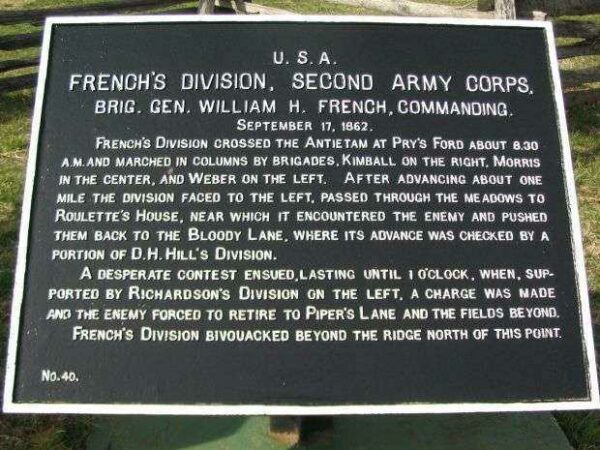 U. S. A.
FRENCH'S DIVISION, SECOND ARMY CORPS,
BRIG. GEN. WILLIAM H. FRENCH, COMMANDING.
SEPTEMBER 17, 1862.
FRENCH'S DIVISION CROSSED THE ANTIETAM AT PRY'S FORD ABOUT 8.30
A.M. AND MARCHED IN COLUMNS BY BRIGADES, KIMBALL ON THE RIGHT, MORRIS
IN THE CENTER, AND WEBER ON THE LEFT. AFTER ADVANCING ABOUT ONE
MILE THE DIVISION FACED TO THE LEFT, PASSED THROUGH THE MEADOWS TO
ROULETTE'S HOUSE, NEAR WHICH IT ENCOUNTERED THE ENEMY AND PUSHED
THEM BACK TO THE BLOODY LANE, WHERE ITS ADVANCE WAS CHECKED BY A
PORTION OF D.H. HILL'S DIVISION.
A DESPERATE CONTEST ENSUED, LASTING UNTIL 1 O'CLOCK, WHEN, SUP-
PORTED BY RICHARDSON'S DIVISION ON THE LEFT, A CHARGE WAS MADE
AND THE ENEMY FORCED TO RETIRE TO PIPER'S LANE AND THE FIELDS BEYOND.
FRENCH'S DIVISION BIVOUACKED BEYOND THE RIDGE NORTH OF THIS POINT.
NO. 40.